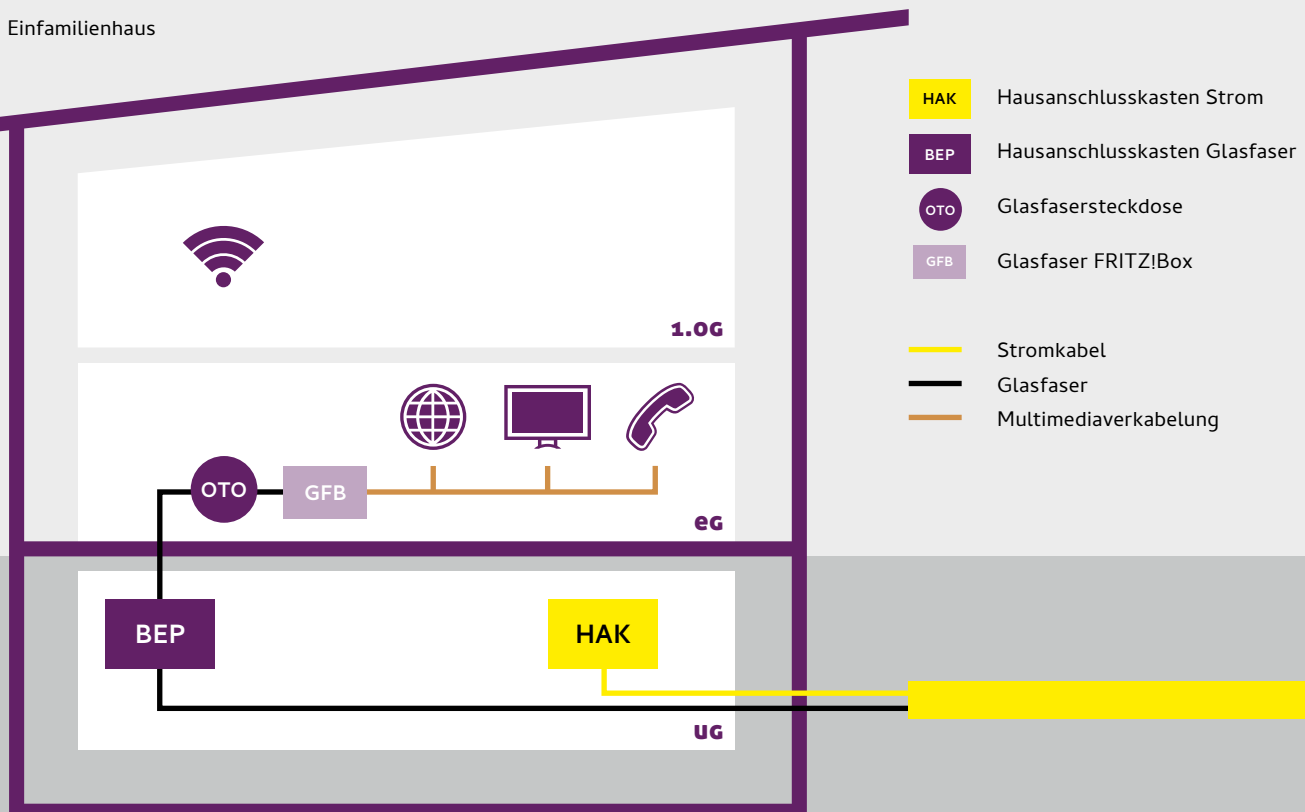 Einfamilienhaus
HAK Hausanschlusskasten Strom
BEP Hausanschlusskasten Glasfaser
OTO Glasfasersteckdose
GFB Glasfaser FRITZ!Box
1.OG
Stromkabel
Glasfaser
Multimediaverkabelung
OTO GFB
eG
BEP HAK
UG